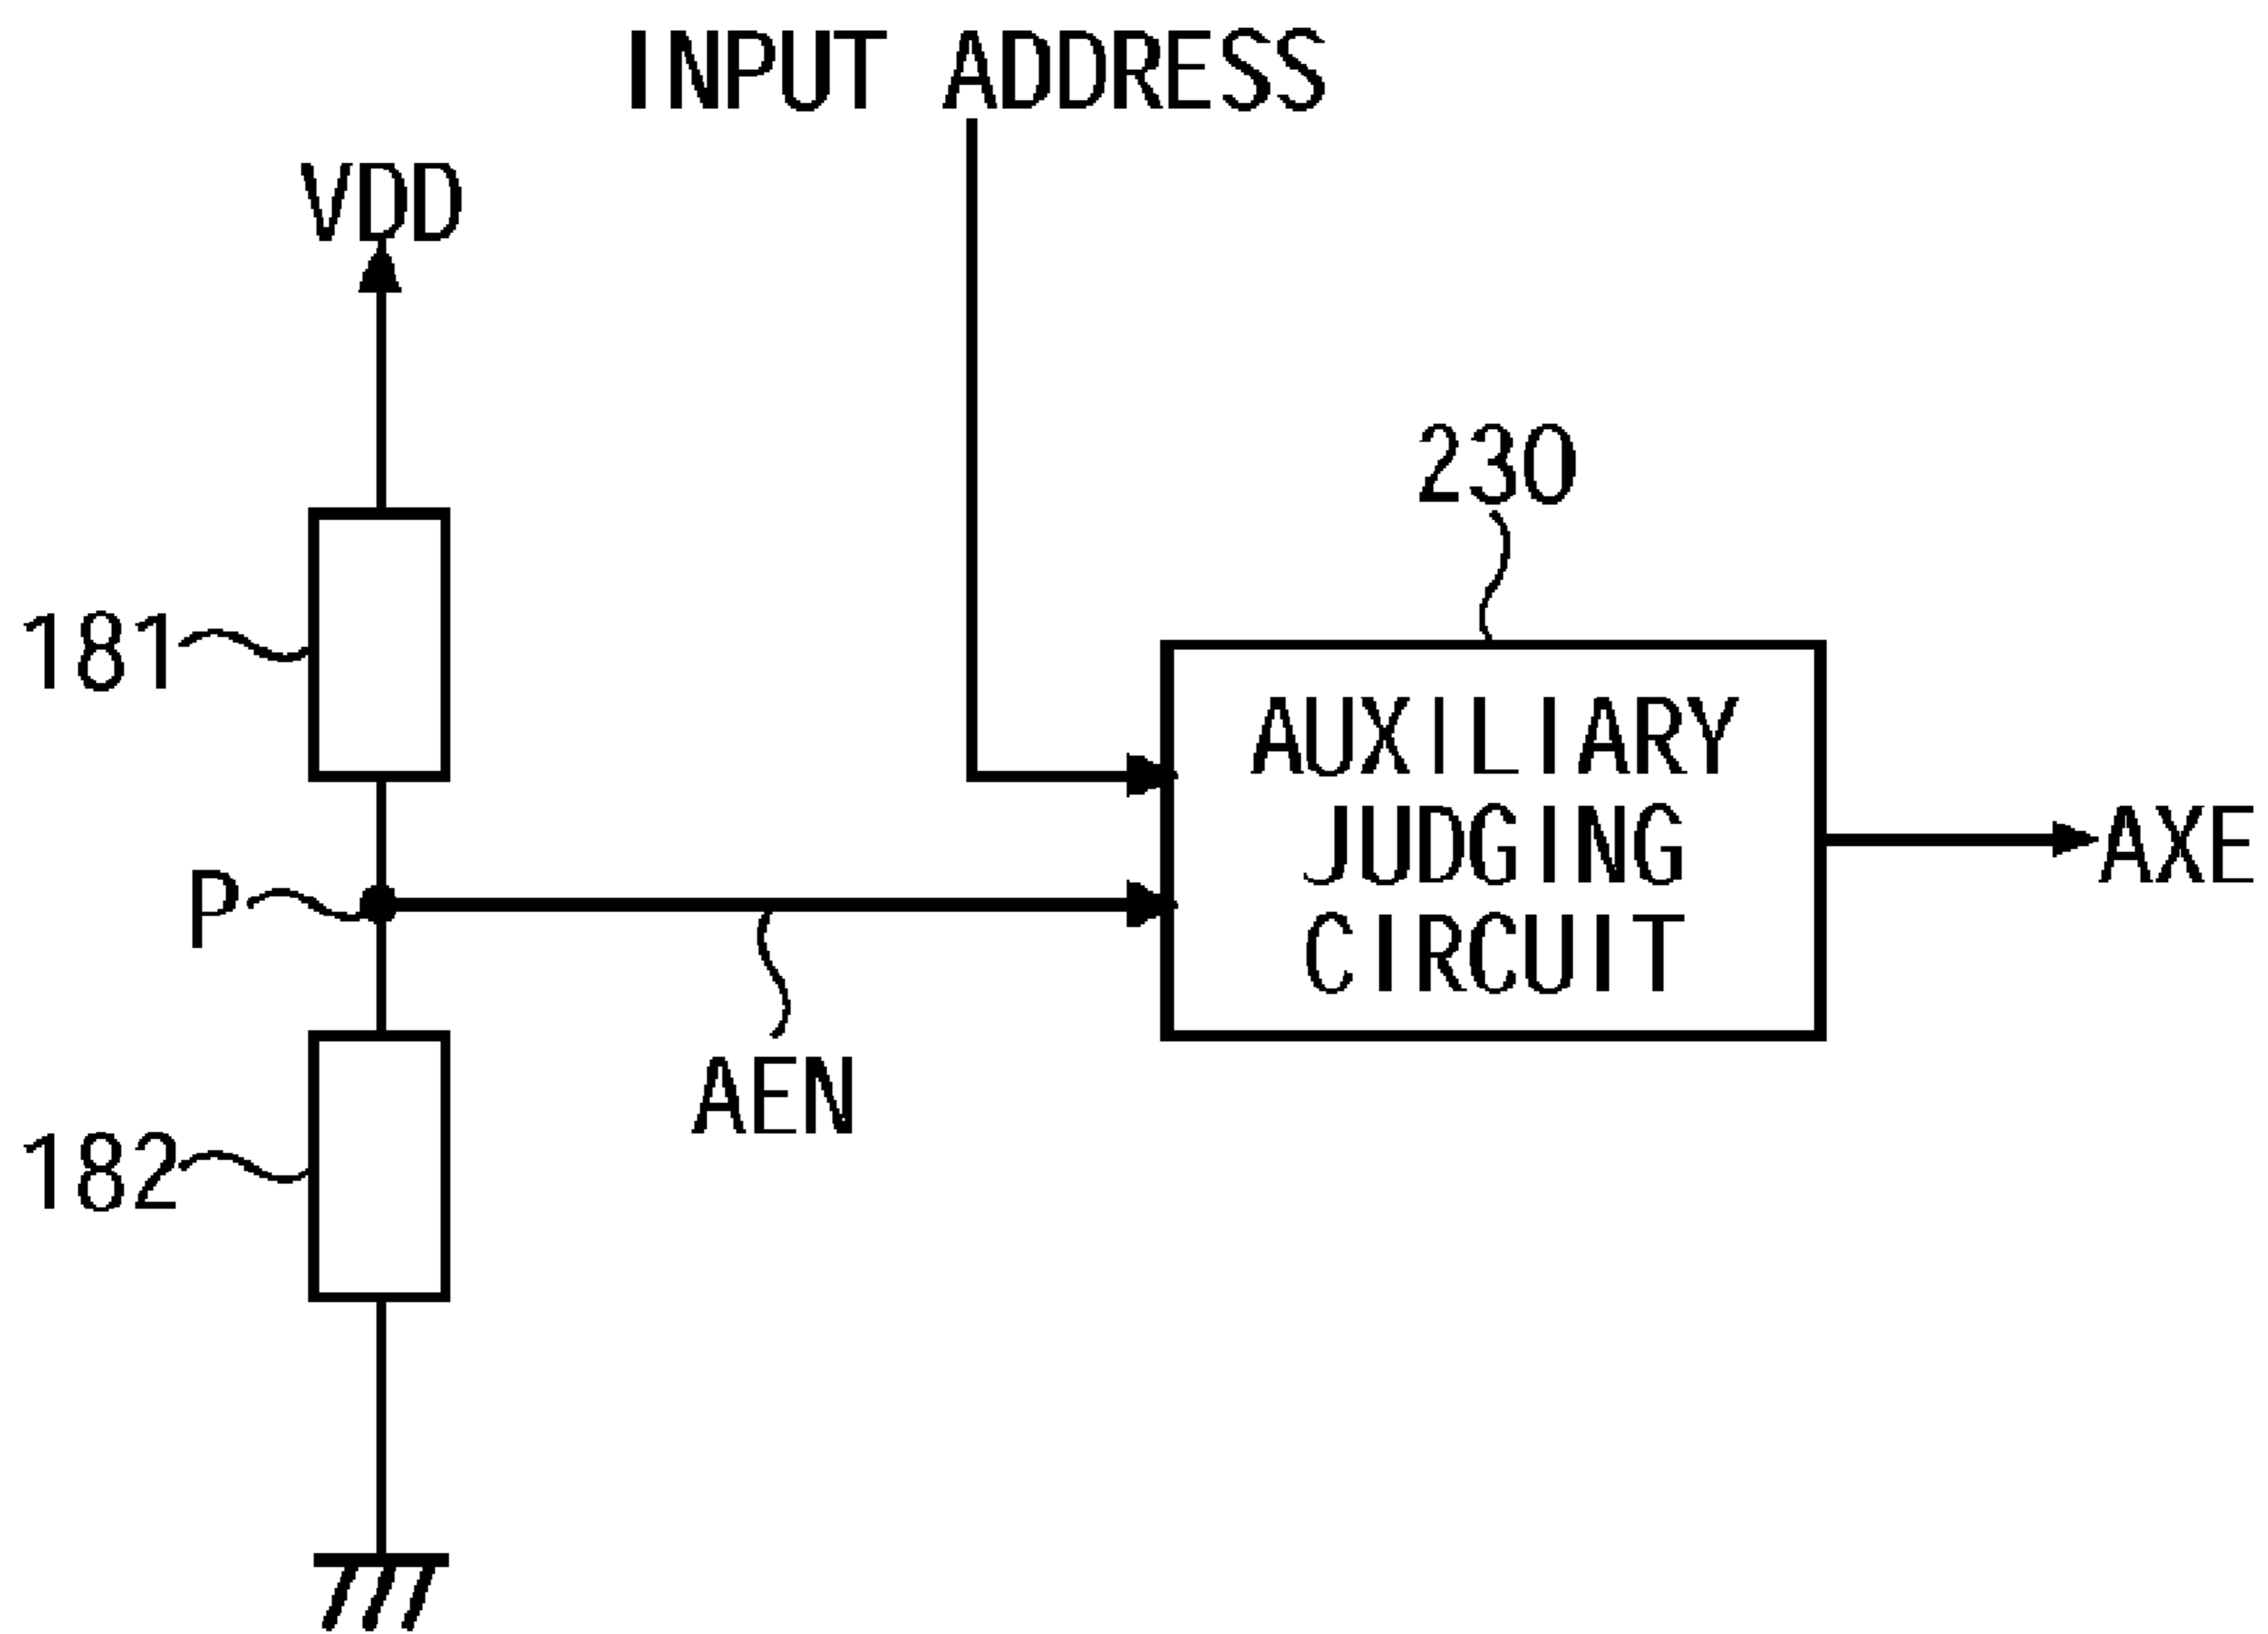 INPUT ADDRESS
VDD
230
181
AUXILIARY
JUDGING
CIRCUIT
AXE
P
AEN
182